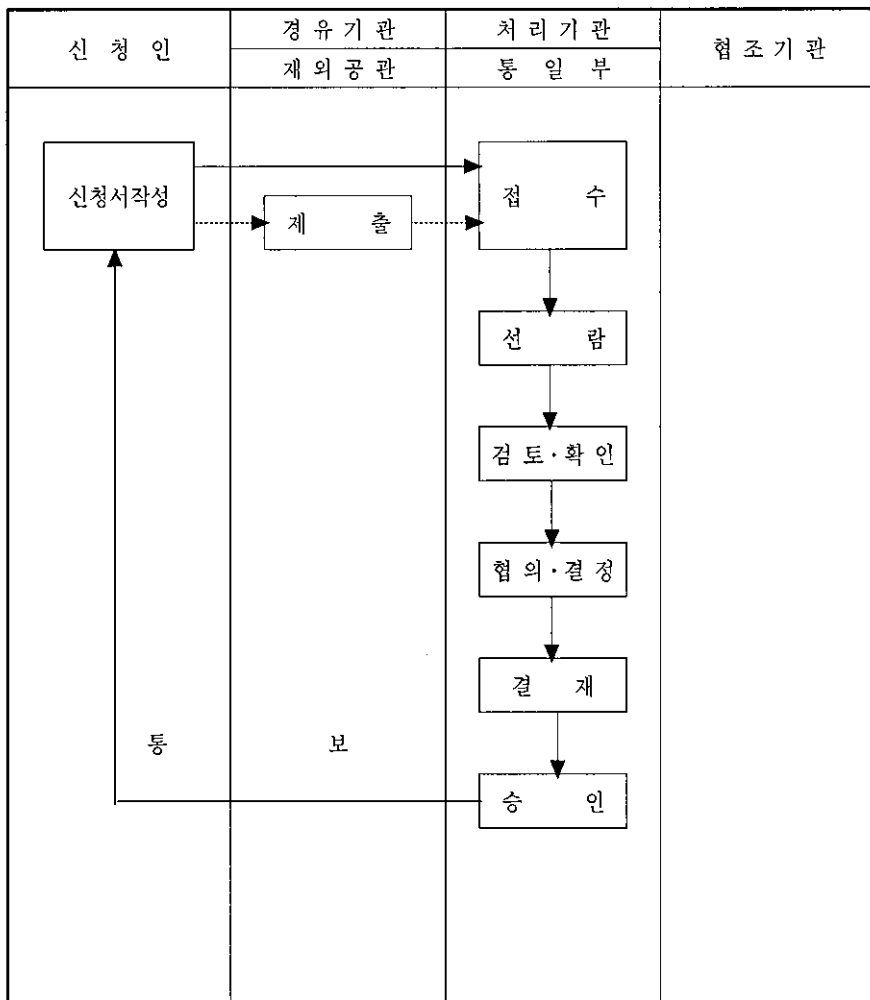 신 청 인
경 유 기 관
처 리 기 관
협 조 기 관
재 외 공 관
통 일 부
신청서작성
접 수
제 출
선 람
검 토 · 확 인
협 의 · 결 정
결 재
통 보
승 인